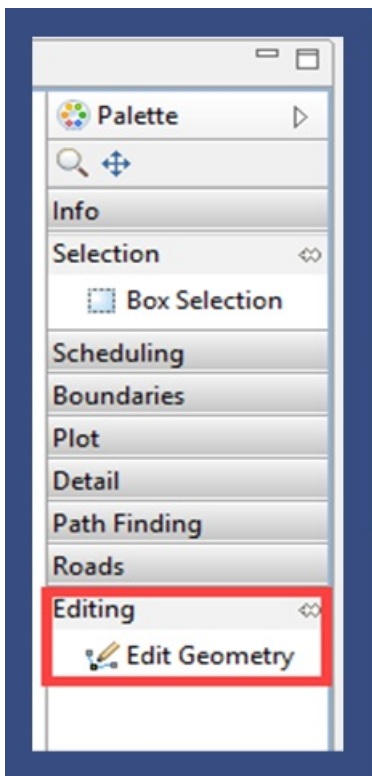 Palette
Info
Selection
Box Selection
Scheduling
Boundaries
Plot
Detail
Path Finding
Roads
Editing
Edit Geometry